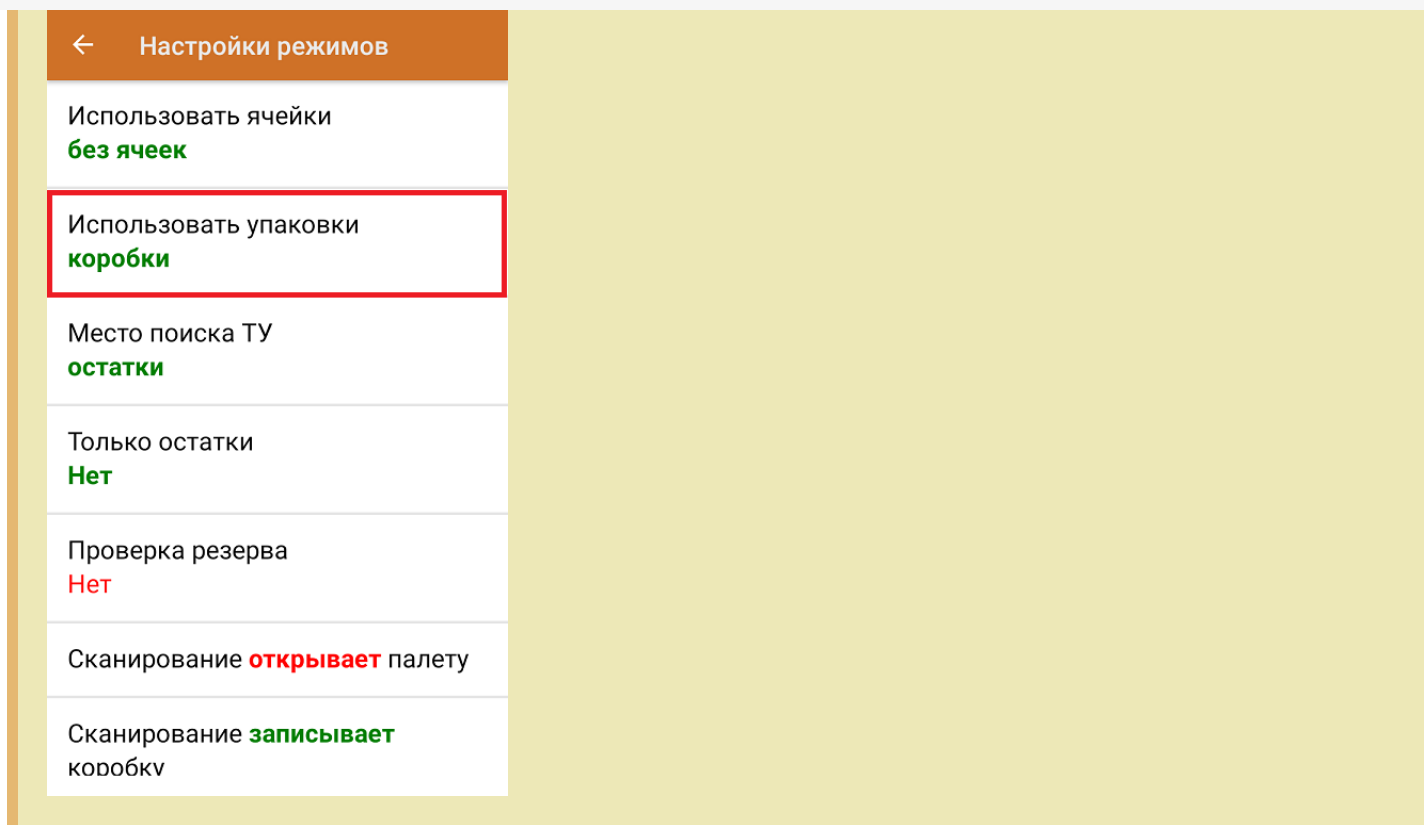 Настройки режимов
Использовать ячейки
без ячеек
Использовать упаковки
коробки
Место поиска ТУ
остатки
Только остатки
Нет
Проверка резерва
Нет
Сканирование открывает палету
Сканирование записывает
коробку